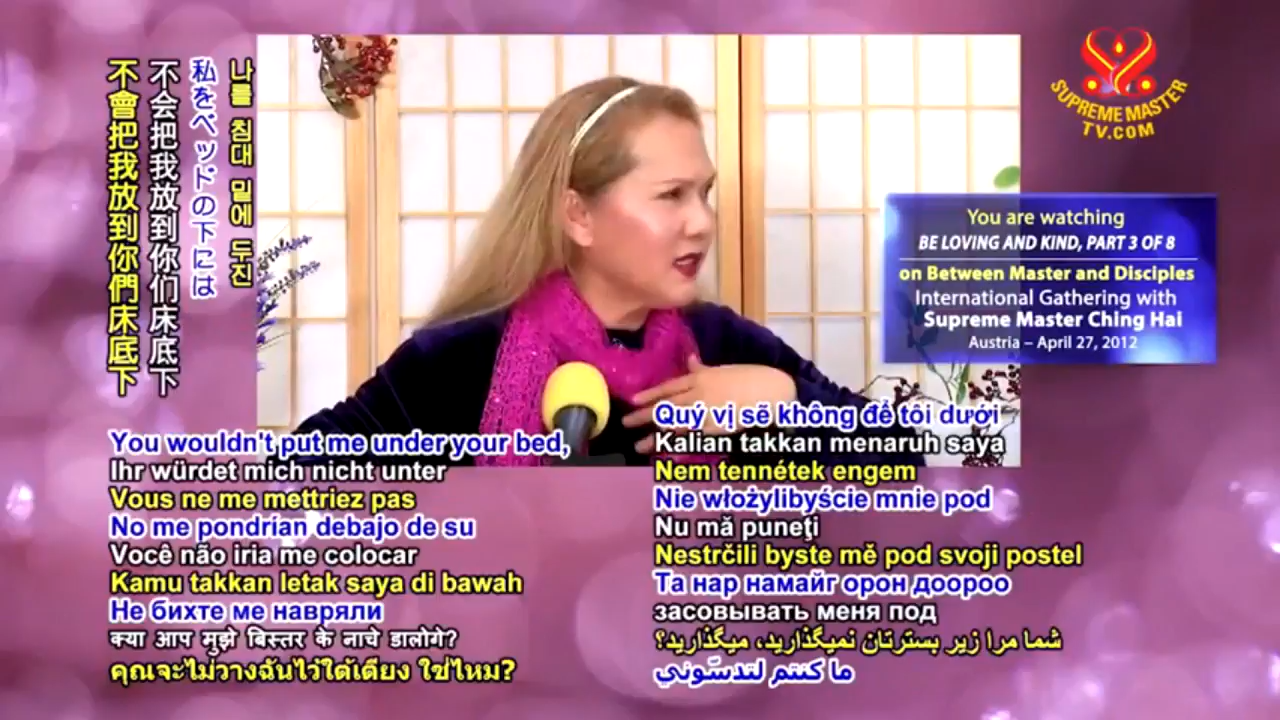 不會把我放到你們床底下
不会把我放到你们床底下
私をベッドの下には
나를 침대 밑에 두진
SUPREME MASTER
TV.COM
You are watching
BE LOVING AND KIND, PART 3 OF 8
on Between Master and Disciples
International Gathering with
Supreme Master Ching Hai
Austria – April 27, 2012
You wouldn't put me under your bed,
Ihr würdet mich nicht unter
Vous ne me mettriez pas
No me pondrían debajo de su
Você não iria me colocar
Kamu takkan letak saya di bawah
Не бихте ме навряли
क्या आप मुझे बिस्तर के नाचे डालोगे?
คุณจะไม่วางฉันไว้ใต้เตียง ใช่ไหม?
Quý vị sẽ không để tôi dưới
Kalian takkan menaruh saya
Nem tennétek engem
Nie włożylibyście mnie pod
Nu mă puneţi
Nestrčili byste mě pod svoji postel
Та нар намайг орон доороо
засовывать меня под
شما مرا زیر بسترتان نمیگذارید، میگذارید؟
ما كنتم لتدسّوني